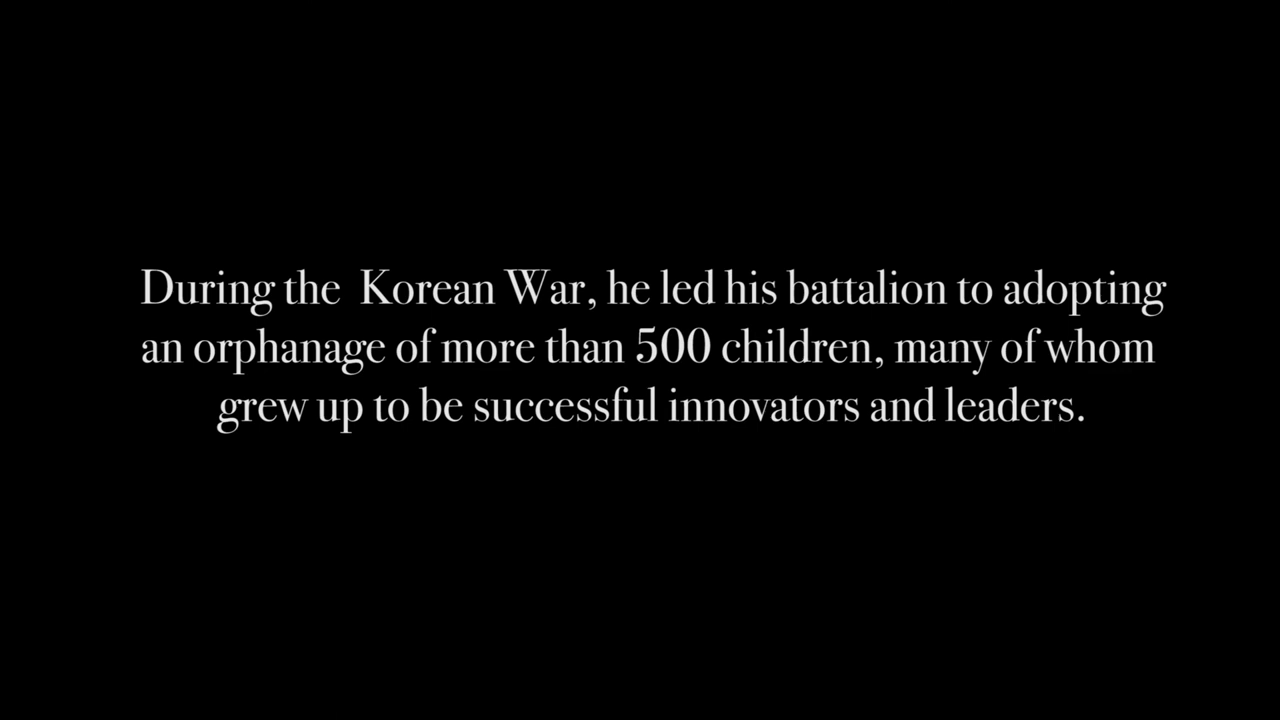 During the  Korean War, he led his battalion to adopting
an orphanage of more than 500 children, many of whom
grew up to be successful innovators and leaders.